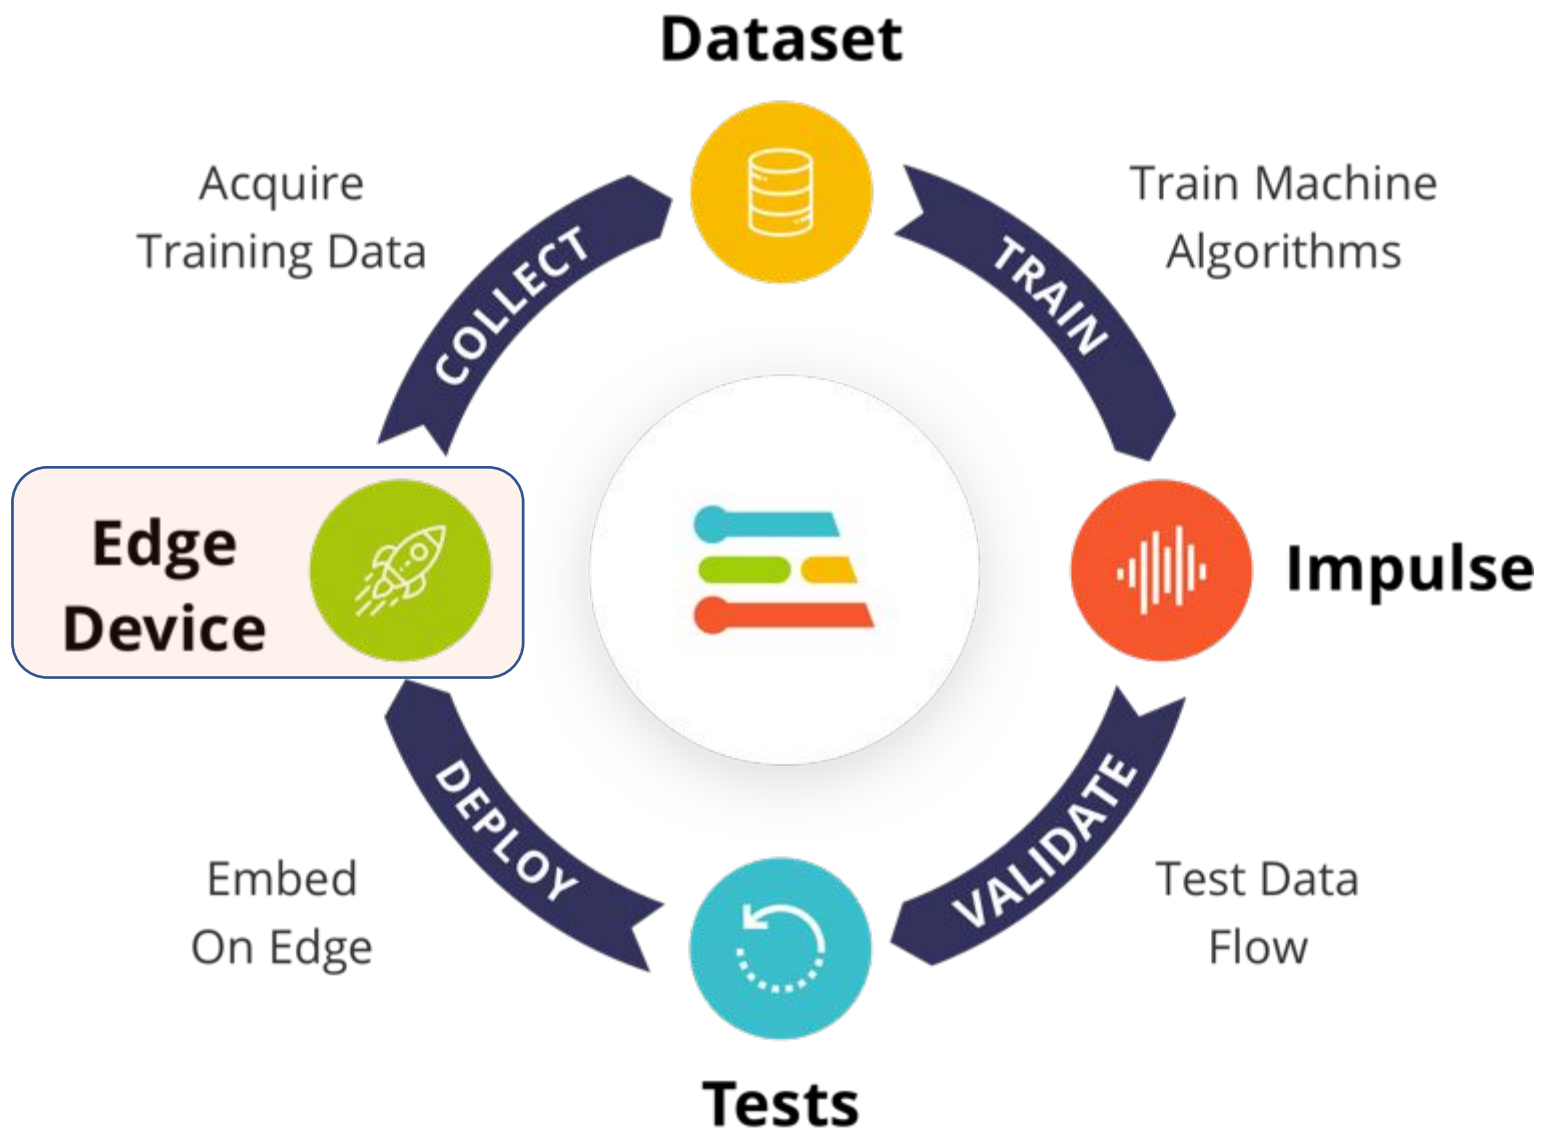 Dataset
Acquire
Training Data
COLLECT
TRAIN
Train Machine
Algorithms
Edge
Device
Impulse
DEPLOY
VALIDATE
Embed
On Edge
Test Data
Flow
Tests